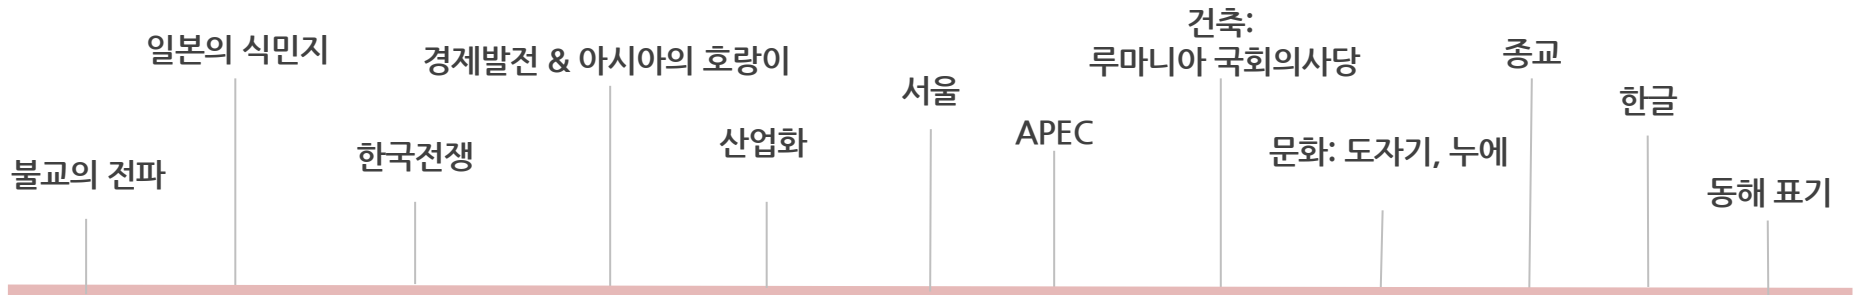 불교의 전파
일본의 식민지
한국전쟁
경제발전 & 아시아의 호랑이
산업화
서울
APEC
건축:
루마니아 국회의사당
문화: 도자기, 누에
종교
한글
동해 표기